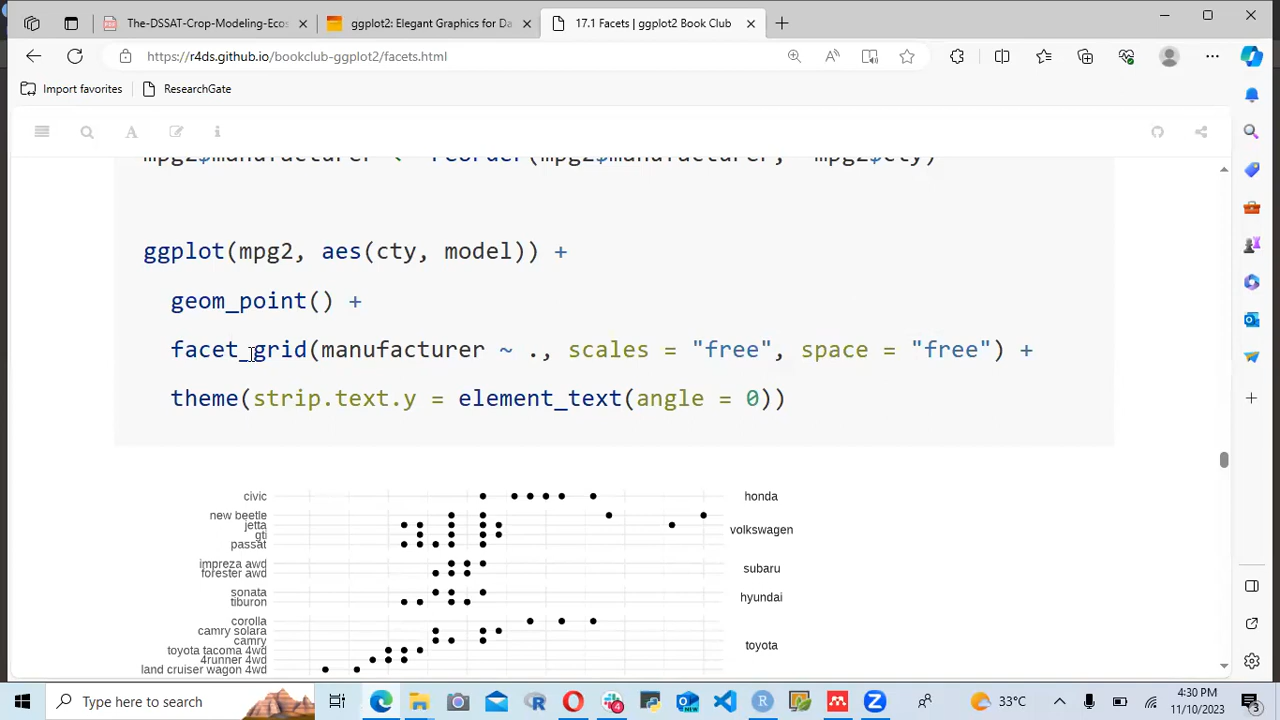 The-DSSAT-Crop-Modeling-Ecos
ggplot2: Elegant Graphics for Da
17.1 Facets | ggplot2 Book Club
https://r4ds.github.io/bookclub-ggplot2/facets.html
Import favorites
ResearchGate
ggplot(mpg2, aes(cty, model)) +
geom_point() +
facet_grid(manufacturer ~ ., scales = "free", space = "free") +
theme(strip.text.y = element_text(angle = 0))
civic honda
new beetle
jetta
volkswagen
gti
passat
impreza awd
subaru
forester awd
sonata
hyundai
tiburon
corolla
camry solara
camry
toyota
toyota tacoma 4wd
4runner 4wd
land cruiser wagon 4wd
Type here to search
33°C
4:30 PM
11/10/2023